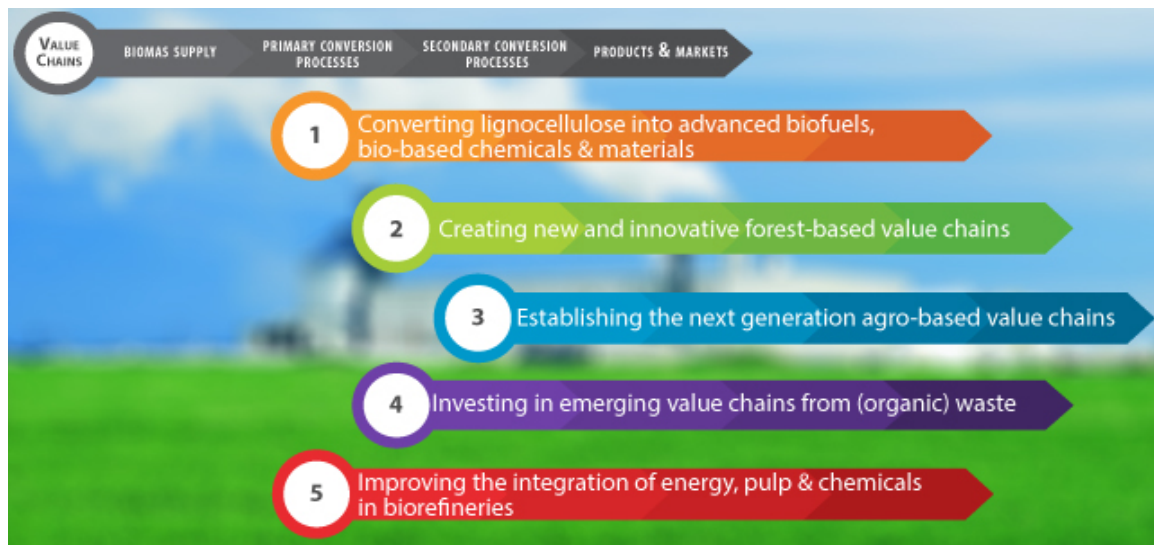 VALUE
CHAINS
BIOMAS SUPPLY
PRIMARY CONVERSION
PROCESSES
SECONDARY CONVERSION
PROCESSES
PRODUCTS & MARKETS
1
Converting lignocellulose into advanced biofuels,
bio-based chemicals & materials
2
Creating new and innovative forest-based value chains
3
Establishing the next generation agro-based value chains
4
Investing in emerging value chains from (organic) waste
5
Improving the integration of energy, pulp & chemicals
in biorefineries